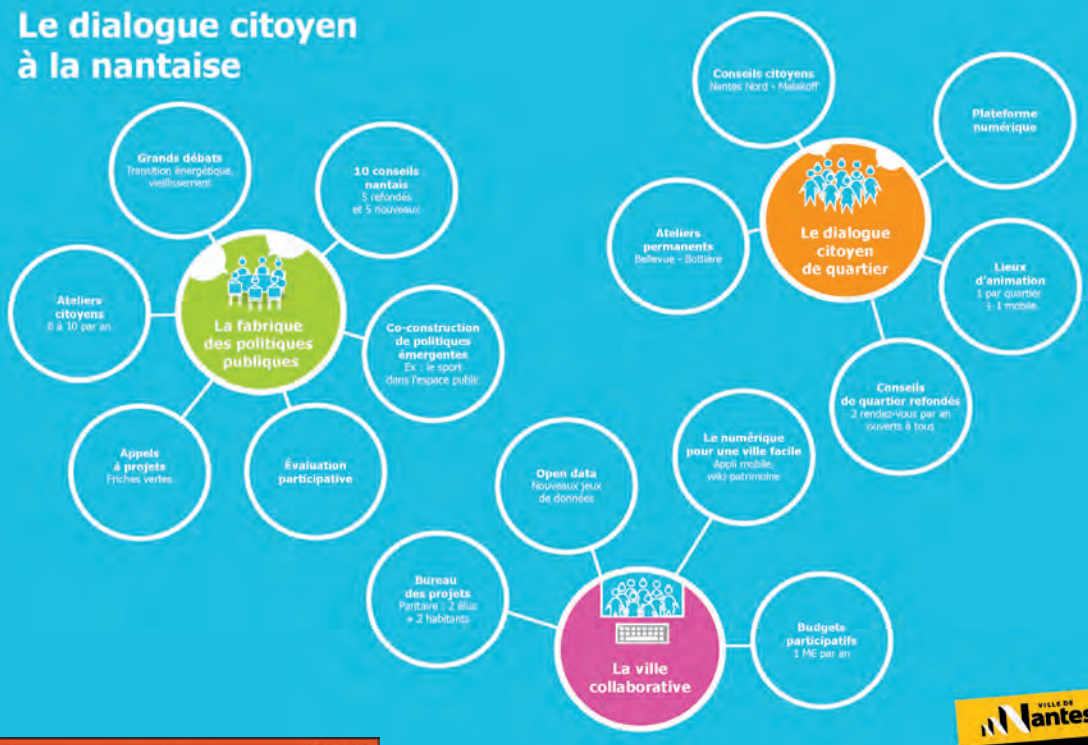 Le dialogue citoyen
à la nantaise
Grands débats
Transition énergétique,
vieillissement
10 conseils
nantais
5 refondés
et 5 nouveaux
Ateliers
citoyens
8 à 10 par an
La fabrique
des politiques
publiques
Co-construction
de politiques
émergentes
Ex : le sport
dans l'espace public
Appels
à projets
Friches vertes
Évaluation
participative
Conseils citoyens
Nantes Nord - Malakoff
Plateforme
numérique
Ateliers
permanents
Bellevue - Bottière
Le dialogue
citoyen
de quartier
Lieux
d'animation
1 par quartier
+ 1 mobile
Conseils
de quartier refondés
2 rendez-vous par an
ouverts à tous
Open data
Nouveaux jeux
de données
Le numérique
pour une ville facile
Appli mobile,
wiki patrimoine
Bureau
des projets
Paritaire : 2 élus
+ 2 habitants
La ville
collaborative
Budgets
participatifs
1 M€ par an
VILLE DE
Nantes